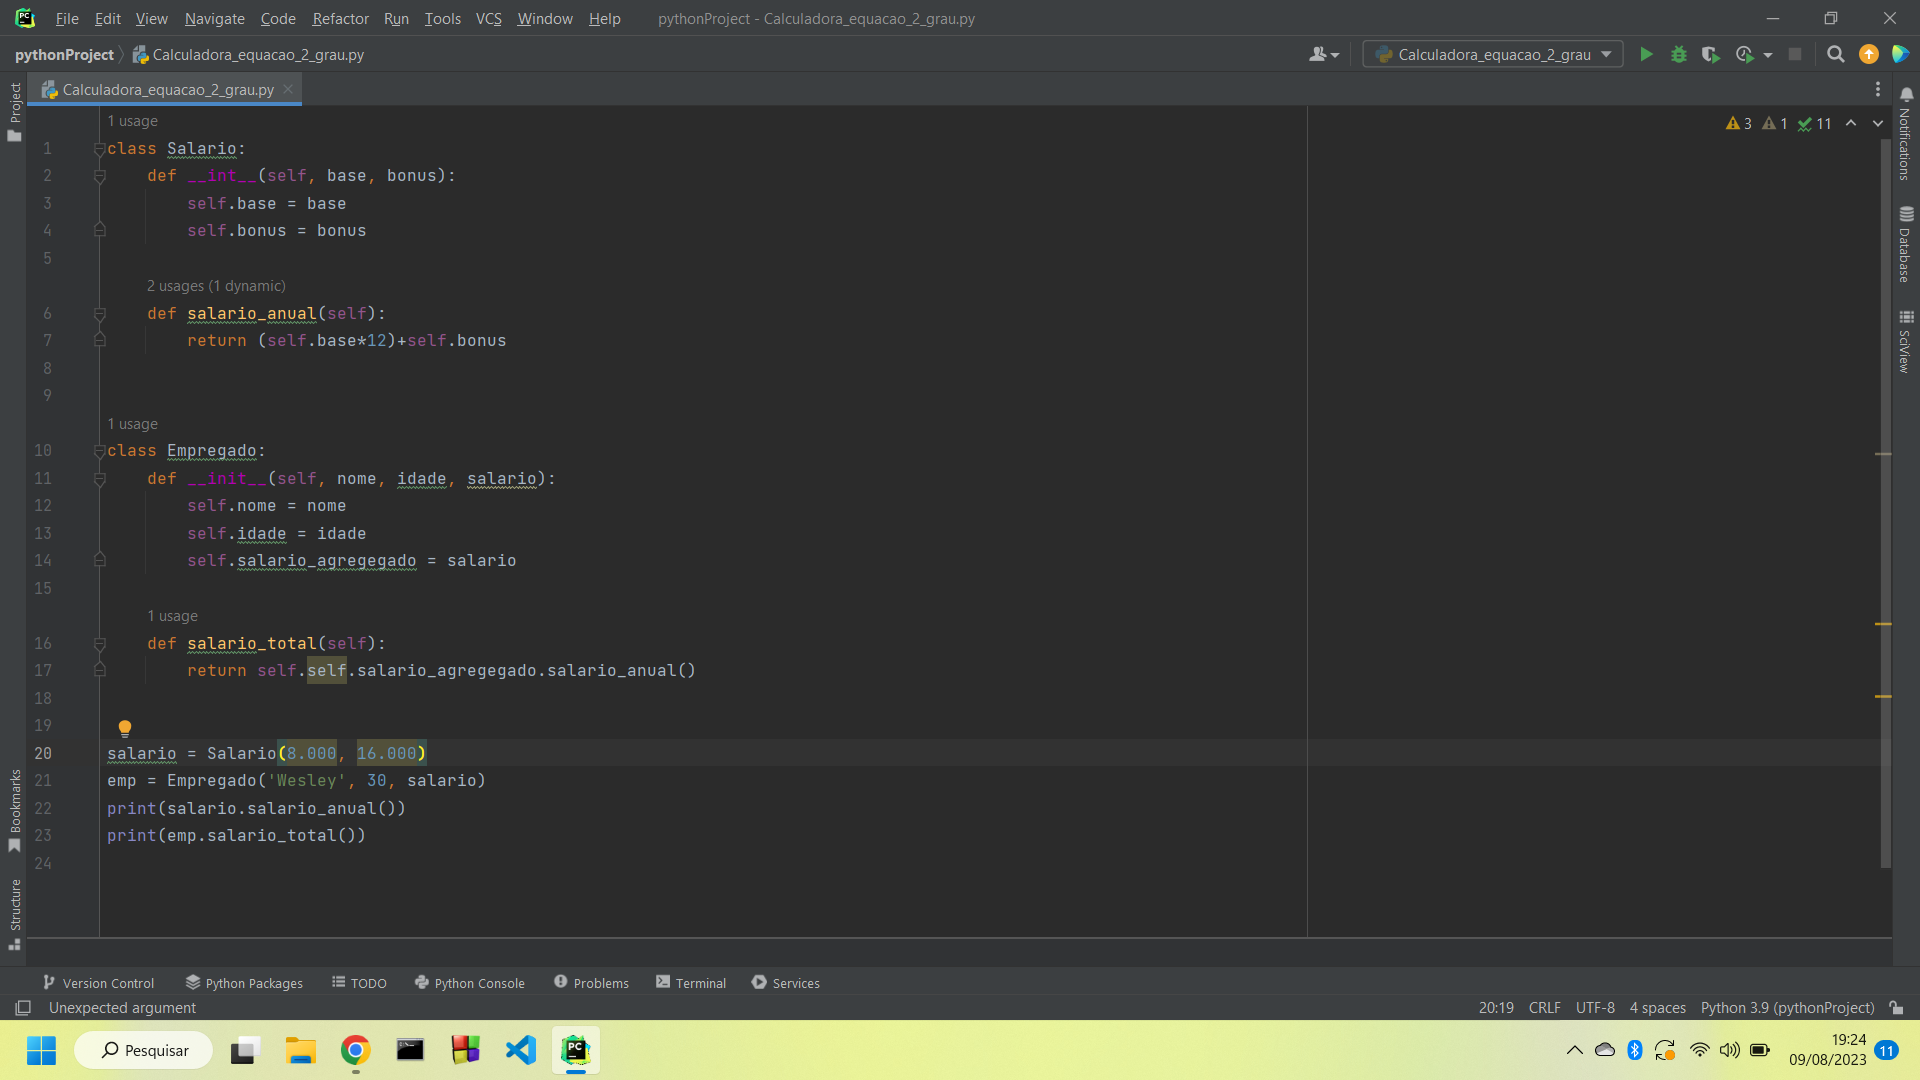 File Edit View Navigate Code Refactor Run Tools VCS Window Help pythonProject - Calculadora_equacao_2_grau.py
pythonProject Calculadora_equacao_2_grau.py Calculadora_equacao_2_grau
Calculadora_equacao_2_grau.py
Project
Bookmarks
Structure
Notifications
Database
SciView
3 1 11
1 usage
1 class Salario:
2 def __int__(self, base, bonus):
3 self.base = base
4 self.bonus = bonus
5
2 usages (1 dynamic)
6 def salario_anual(self):
7 return (self.base*12)+self.bonus
8
9
1 usage
10 class Empregado:
11 def __init__(self, nome, idade, salario):
12 self.nome = nome
13 self.idade = idade
14 self.salario_agregegado = salario
15
1 usage
16 def salario_total(self):
17 return self.self.salario_agregegado.salario_anual()
18
19
20 salario = Salario(8.000, 16.000)
21 emp = Empregado('Wesley', 30, salario)
22 print(salario.salario_anual())
23 print(emp.salario_total())
24
Version Control Python Packages TODO Python Console Problems Terminal Services
Unexpected argument 20:19 CRLF UTF-8 4 spaces Python 3.9 (pythonProject)
Pesquisar
PC
19:24
09/08/2023 11